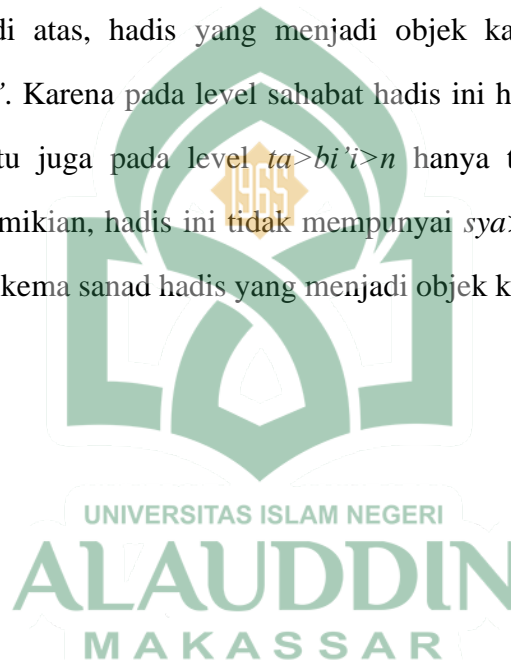 di atas, hadis yang menjadi objek ka
”. Karena pada level sahabat hadis ini h
tu juga pada level ta>bi’i>n hanya t
mikian, hadis ini tidak mempunyai sya>
kema sanad hadis yang menjadi objek k
1965
UNIVERSITAS ISLAM NEGERI
ALAUDDIN
MAKASSAR